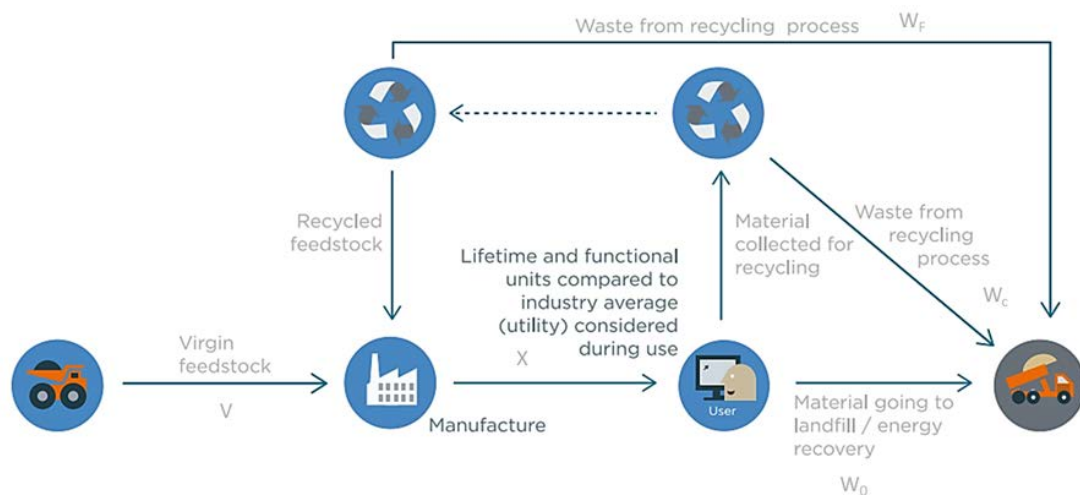 Waste from recycling process W_F
Recycled
feedstock
Material
collected for
recycling
Waste from
recycling
process
W_c
Lifetime and functional
units compared to
industry average
(utility) considered
during use
X
Virgin
feedstock
V
Manufacture
User
Material going to
landfill / energy
recovery
W_0